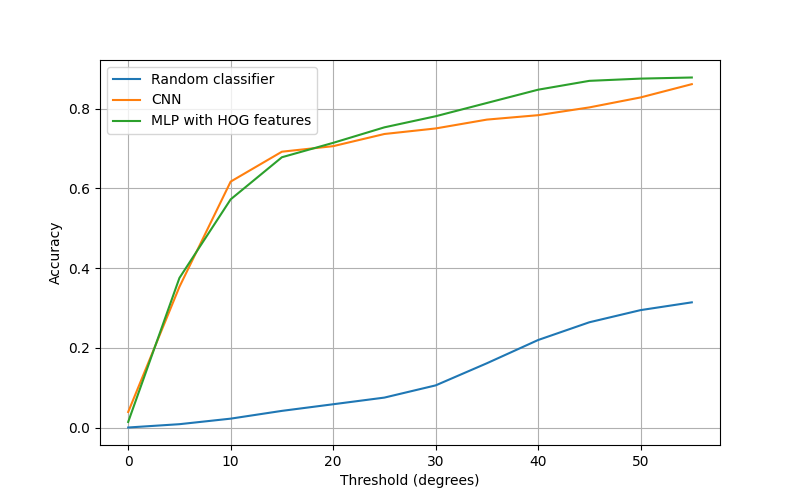 Random classifier
CNN
MLP with HOG features
Accuracy
0.8
0.6
0.4
0.2
0.0
0 10 20 30 40 50
Threshold (degrees)